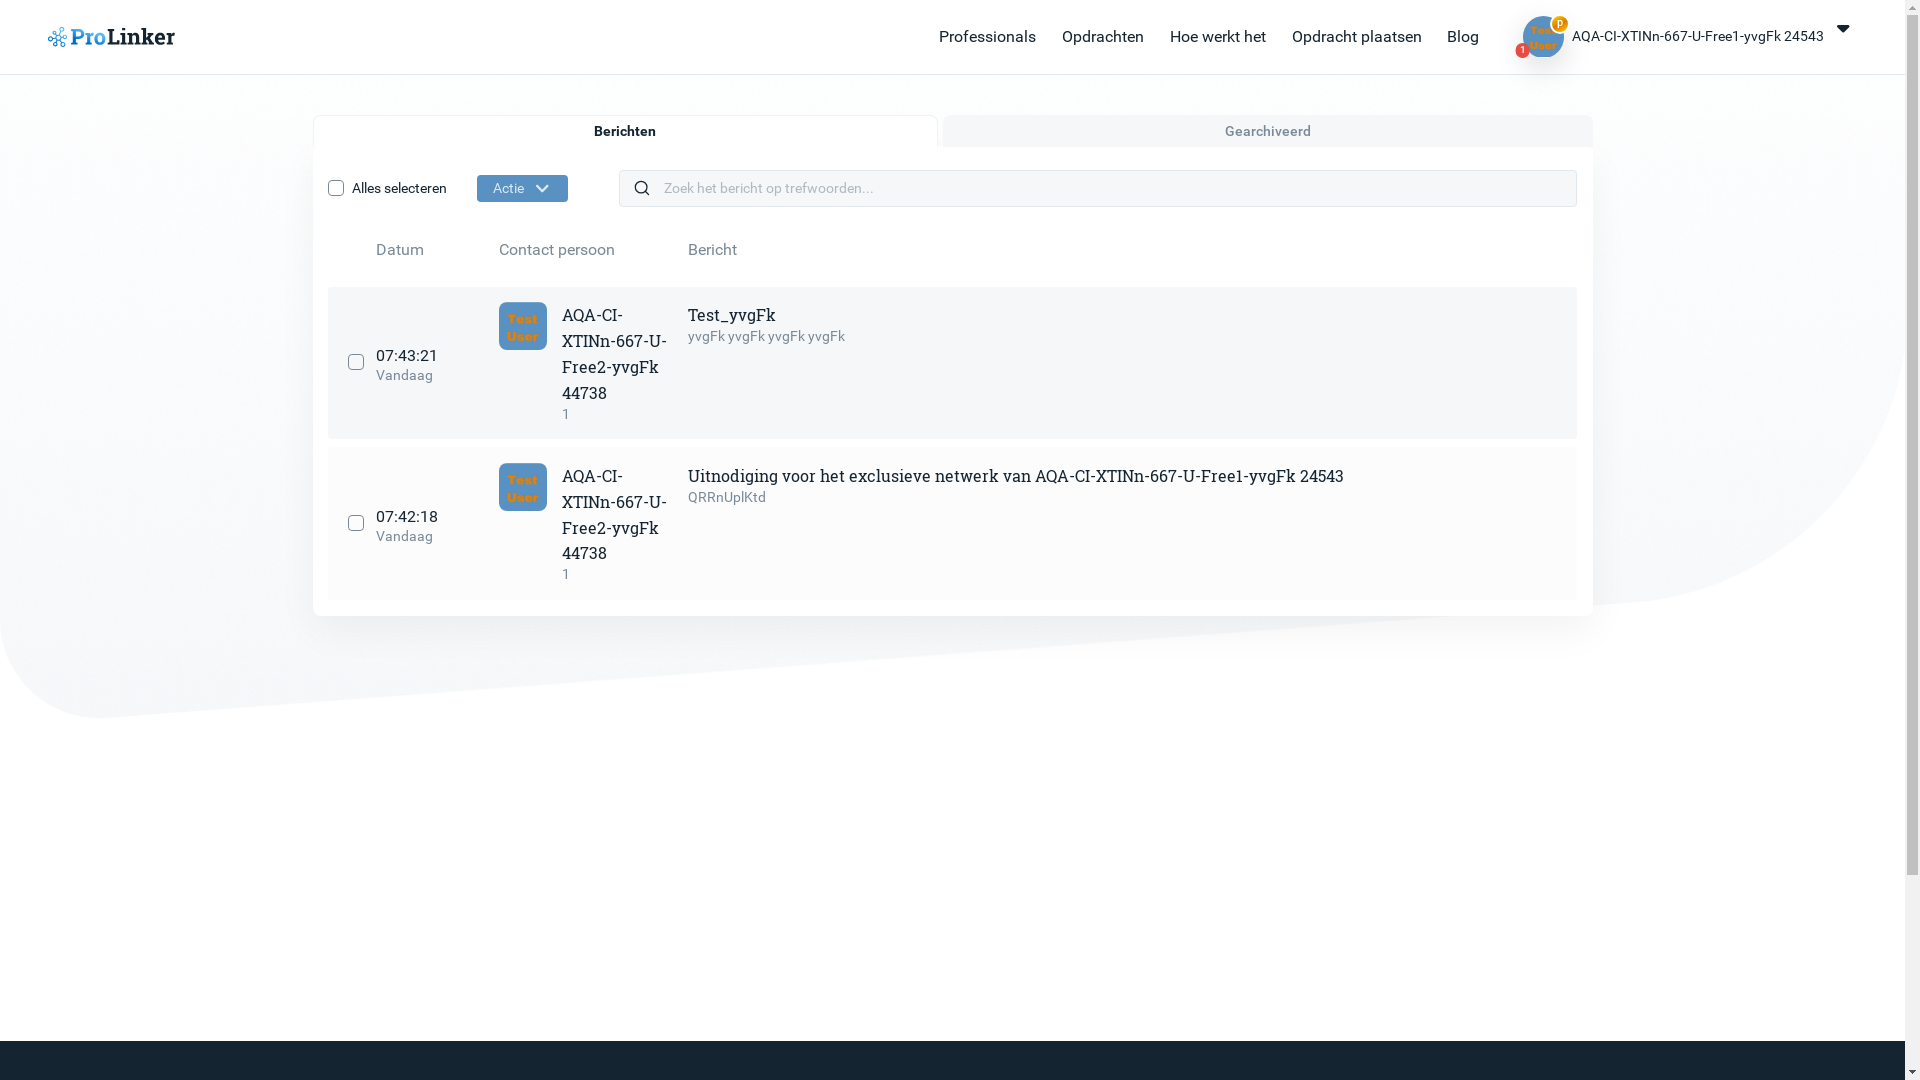 ProLinker
Professionals Opdrachten Hoe werkt het Opdracht plaatsen Blog
Test User p 1
AQA-CI-XTINn-667-U-Free1-yvgFk 24543
Berichten
Gearchiveerd
Alles selecteren
Actie
Zoek het bericht op trefwoorden...
Datum Contact persoon Bericht
07:43:21
Vandaag
Test
User
AQA-CI-
XTINn-667-U-
Free2-yvgFk
44738
1
Test_yvgFk
yvgFk yvgFk yvgFk yvgFk
07:42:18
Vandaag
Test
User
AQA-CI-
XTINn-667-U-
Free2-yvgFk
44738
1
Uitnodiging voor het exclusieve netwerk van AQA-CI-XTINn-667-U-Free1-yvgFk 24543
QRRnUplKtd